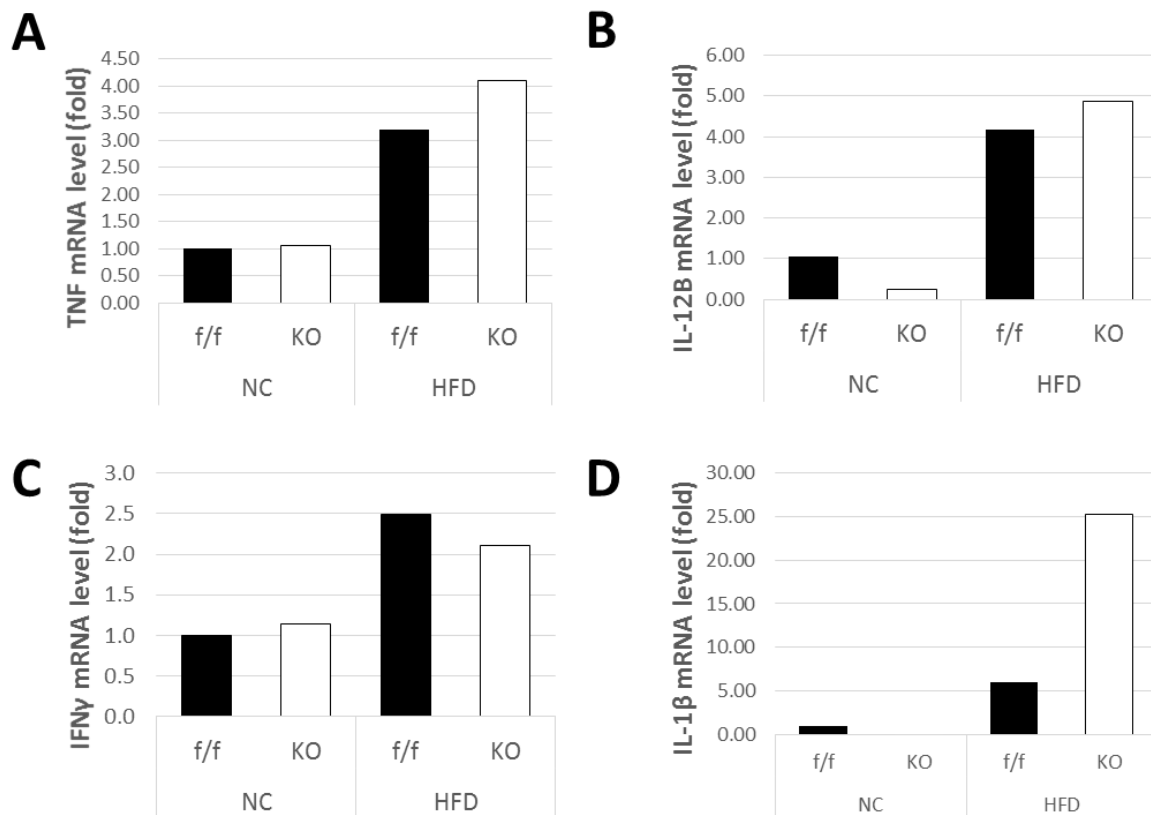 A
TNF mRNA level (fold)
4.50
4.00
3.50
3.00
2.50
2.00
1.50
1.00
0.50
0.00
f/f KO f/f KO
NC HFD
B
IL-12B mRNA level (fold)
6.00
5.00
4.00
3.00
2.00
1.00
0.00
f/f KO f/f KO
NC HFD
C
IFNγ mRNA level (fold)
3.0
2.5
2.0
1.5
1.0
0.5
0.0
f/f KO f/f KO
NC HFD
D
IL-1β mRNA level (fold)
30.00
25.00
20.00
15.00
10.00
5.00
0.00
f/f KO f/f KO
NC HFD